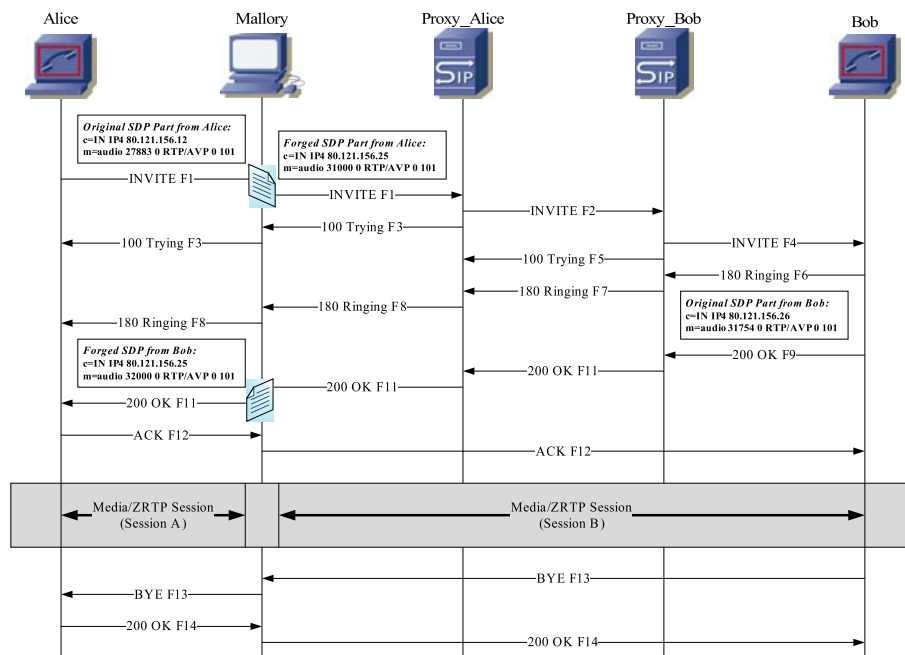 Alice
Mallory
Proxy_Alice
Proxy_Bob
Bob
SIP
SIP
Original SDP Part from Alice:
c=IN IP4 80.121.156.12
m=audio 27883 0 RTP/AVP 0 101
Forged SDP Part from Alice:
c=IN IP4 80.121.156.25
m=audio 31000 0 RTP/AVP 0 101
INVITE F1
INVITE F1
INVITE F2
100 Trying F3
100 Trying F3
INVITE F4
100 Trying F5
180 Ringing F6
180 Ringing F7
180 Ringing F8
180 Ringing F8
Original SDP Part from Bob:
c=IN IP4 80.121.156.26
m=audio 31754 0 RTP/AVP 0 101
Forged SDP from Bob:
c=IN IP4 80.121.156.25
m=audio 32000 0 RTP/AVP 0 101
200 OK F9
200 OK F11
200 OK F11
200 OK F11
ACK F12
ACK F12
Media/ZRTP Session
(Session A)
Media/ZRTP Session
(Session B)
BYE F13
BYE F13
200 OK F14
200 OK F14